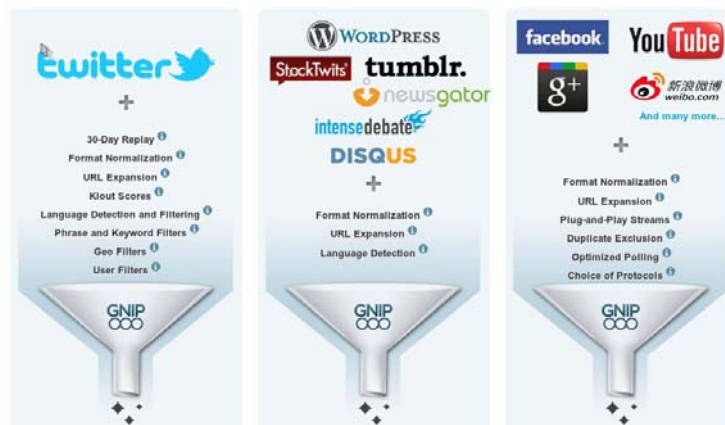 twitter
30-Day Replay
Format Normalization
URL Expansion
Klout Scores
Language Detection and Filtering
Phrase and Keyword Filters
Geo Filters
User Filters
GNIP
WORDPRESS
StockTwits
tumblr.
newsgator
intensedebate
DISQUS
Format Normalization
URL Expansion
Language Detection
GNIP
facebook
YouTube
g+
新浪微博
weibo.com
And many more...
Format Normalization
URL Expansion
Plug-and-Play Streams
Duplicate Exclusion
Optimized Polling
Choice of Protocols
GNIP